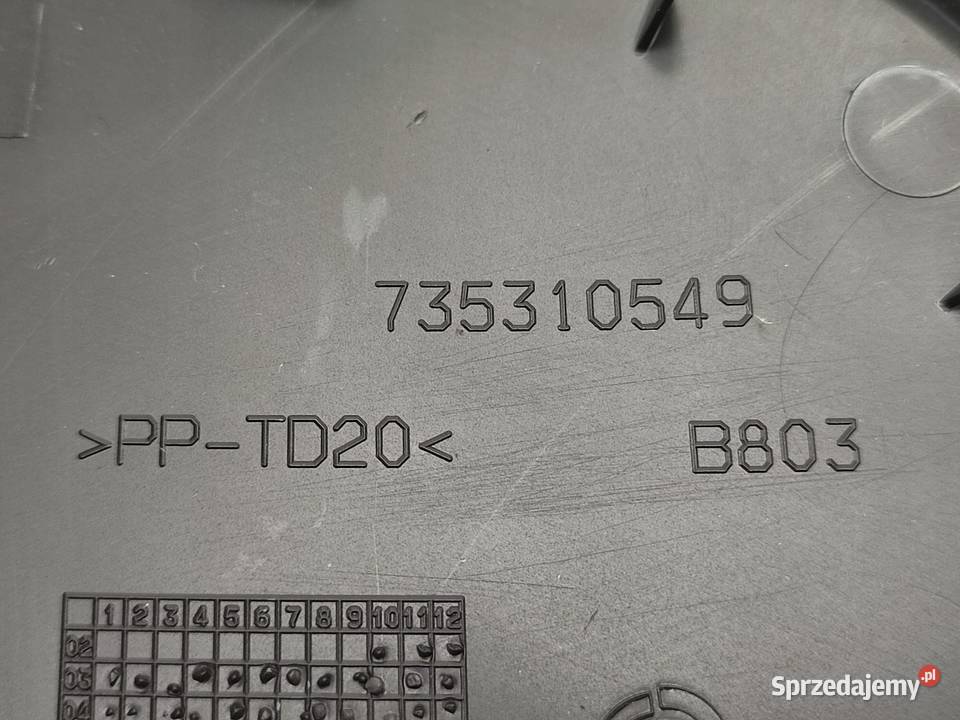 735310549
>PP-TD20<
B803
1 2 3 4 5 6 7 8 9 10 11 12
02
03
04
Sprzedajemy.pl